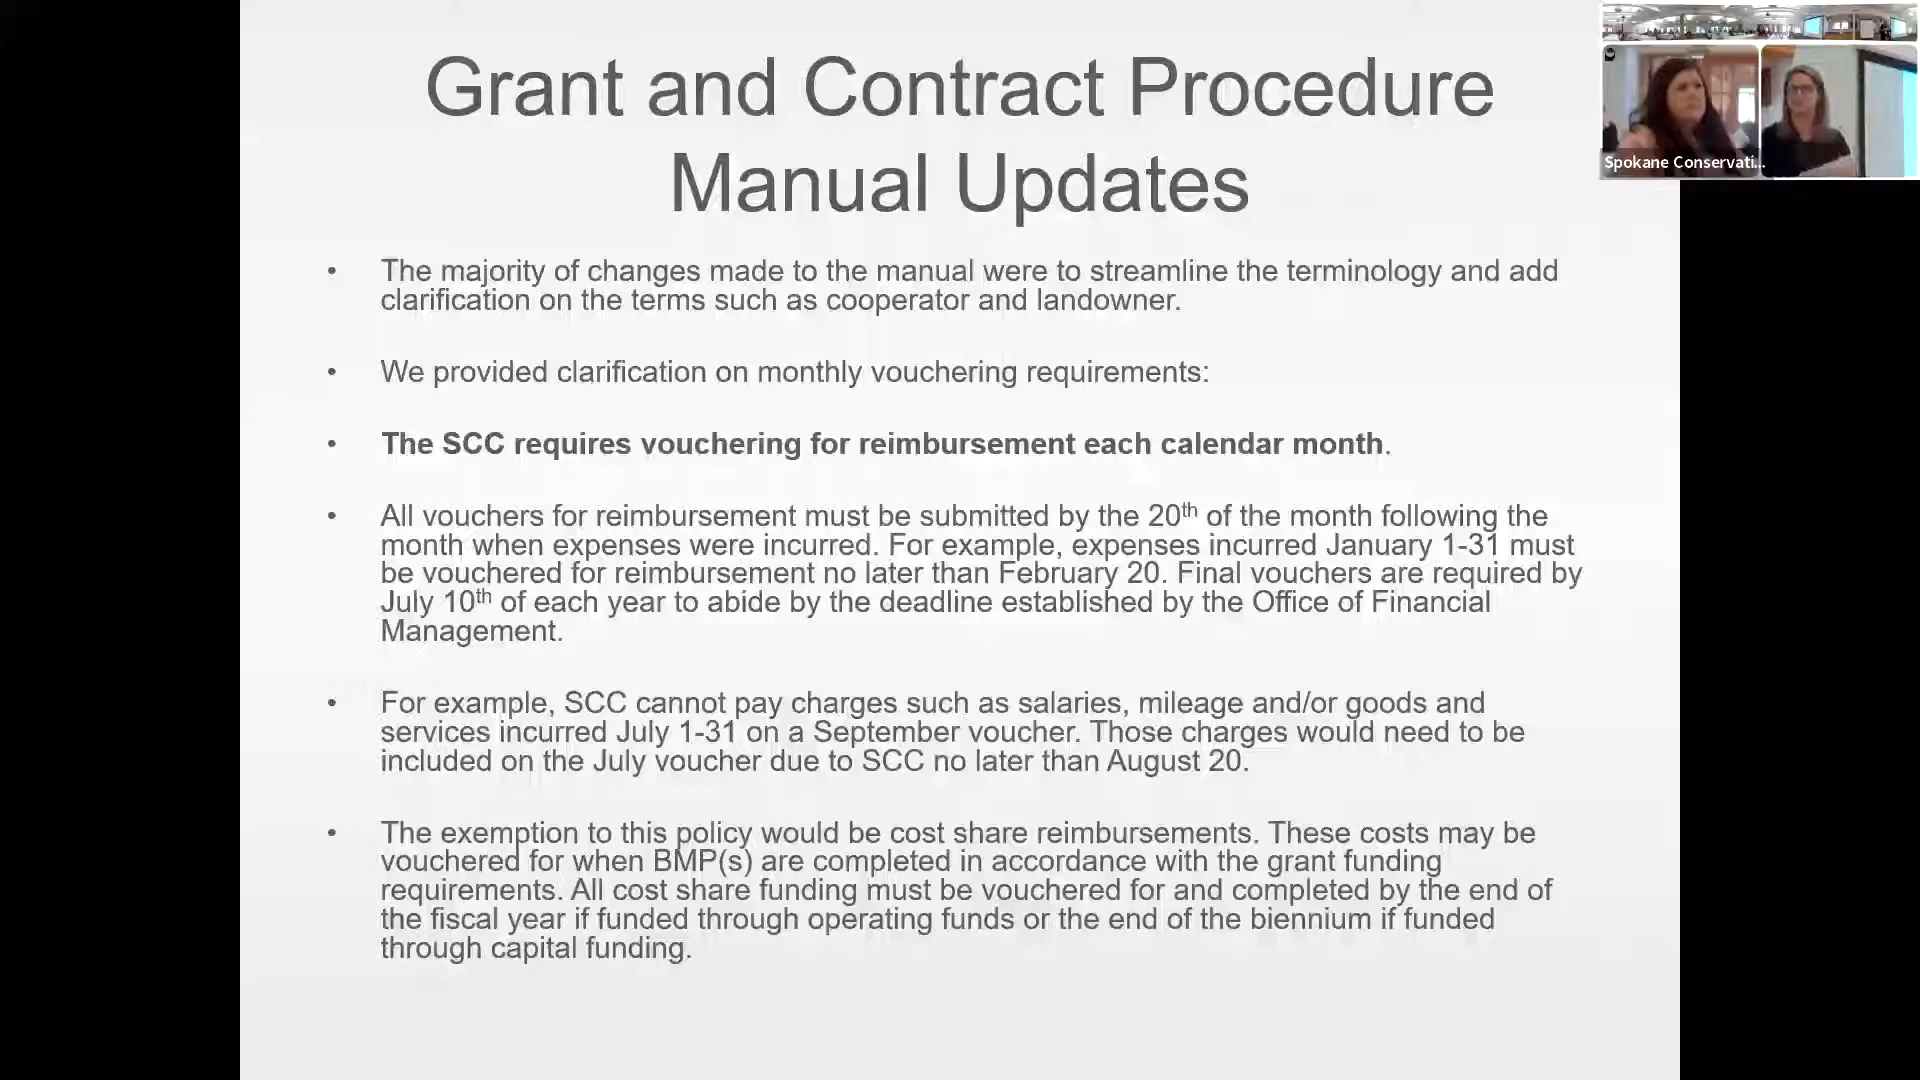 Grant and Contract Procedure
Manual Updates
Spokane Conservati...
• The majority of changes made to the manual were to streamline the terminology and add
clarification on the terms such as cooperator and landowner.
• We provided clarification on monthly vouchering requirements:
• The SCC requires vouchering for reimbursement each calendar month.
• All vouchers for reimbursement must be submitted by the 20th of the month following the
month when expenses were incurred. For example, expenses incurred January 1-31 must
be vouchered for reimbursement no later than February 20. Final vouchers are required by
July 10th of each year to abide by the deadline established by the Office of Financial
Management.
• For example, SCC cannot pay charges such as salaries, mileage and/or goods and
services incurred July 1-31 on a September voucher. Those charges would need to be
included on the July voucher due to SCC no later than August 20.
• The exemption to this policy would be cost share reimbursements. These costs may be
vouchered for when BMP(s) are completed in accordance with the grant funding
requirements. All cost share funding must be vouchered for and completed by the end of
the fiscal year if funded through operating funds or the end of the biennium if funded
through capital funding.